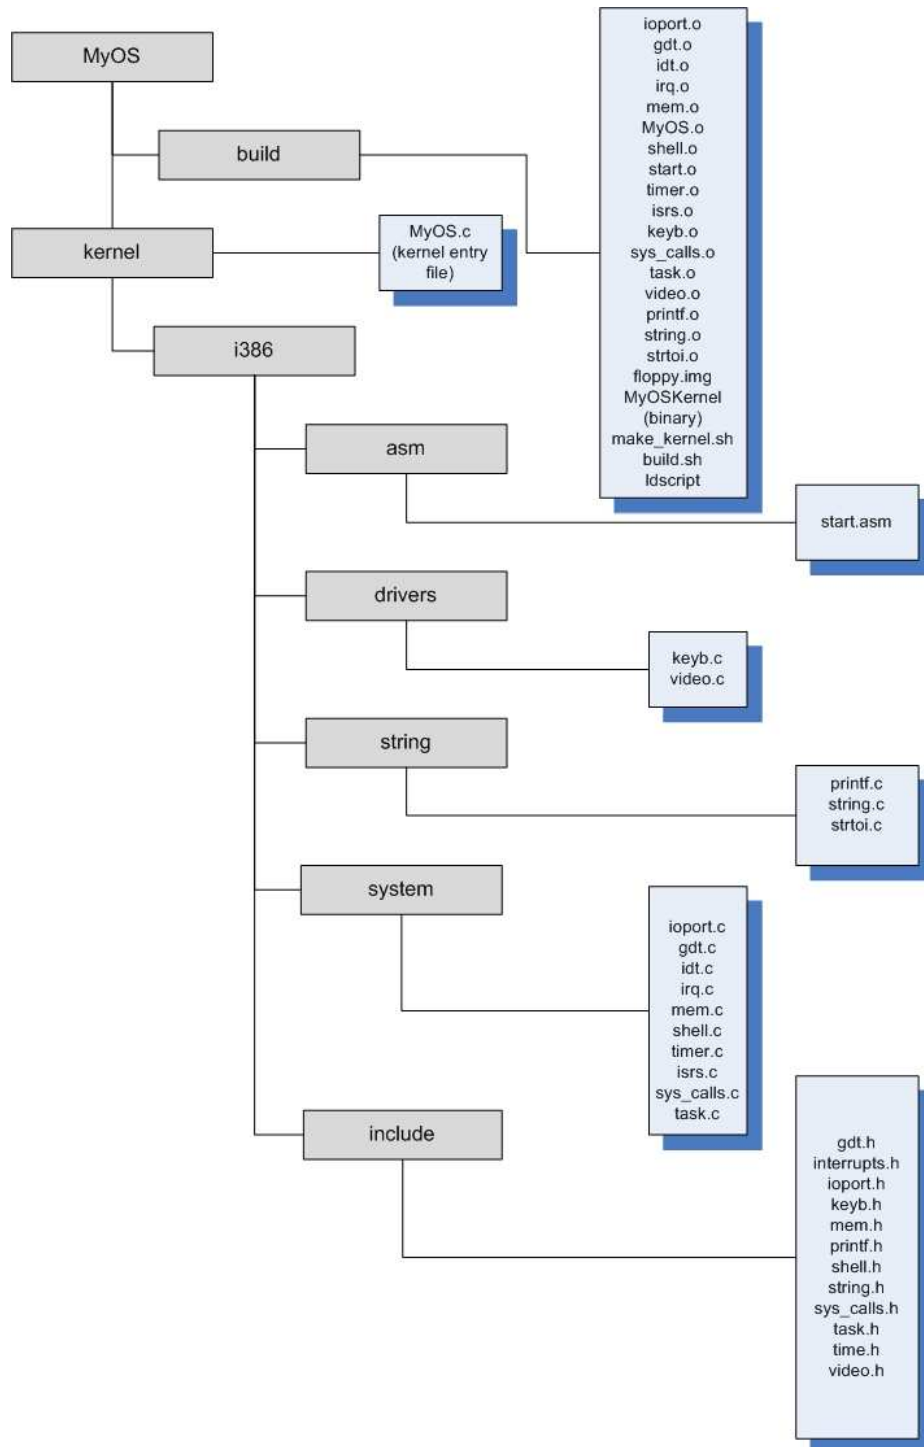 MyOS
build
ioport.o
gdt.o
idt.o
irq.o
mem.o
MyOS.o
shell.o
start.o
timer.o
isrs.o
keyb.o
sys_calls.o
task.o
video.o
printf.o
string.o
strtoi.o
floppy.img
MyOSKernel
(binary)
make_kernel.sh
build.sh
ldscript
kernel
MyOS.c
(kernel entry
file)
i386
asm
start.asm
drivers
keyb.c
video.c
string
printf.c
string.c
strtoi.c
system
ioport.c
gdt.c
idt.c
irq.c
mem.c
shell.c
timer.c
isrs.c
sys_calls.c
task.c
include
gdt.h
interrupts.h
ioport.h
keyb.h
mem.h
printf.h
shell.h
string.h
sys_calls.h
task.h
time.h
video.h